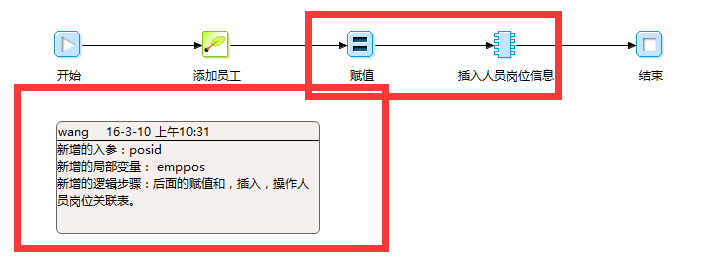 开始 添加员工 赋值 插入人员岗位信息 结束
wang 16-3-10 上午10:31
新增的入参：posid
新增的局部变量： emppos
新增的逻辑步骤：后面的赋值和，插入，操作人
员岗位关联表。